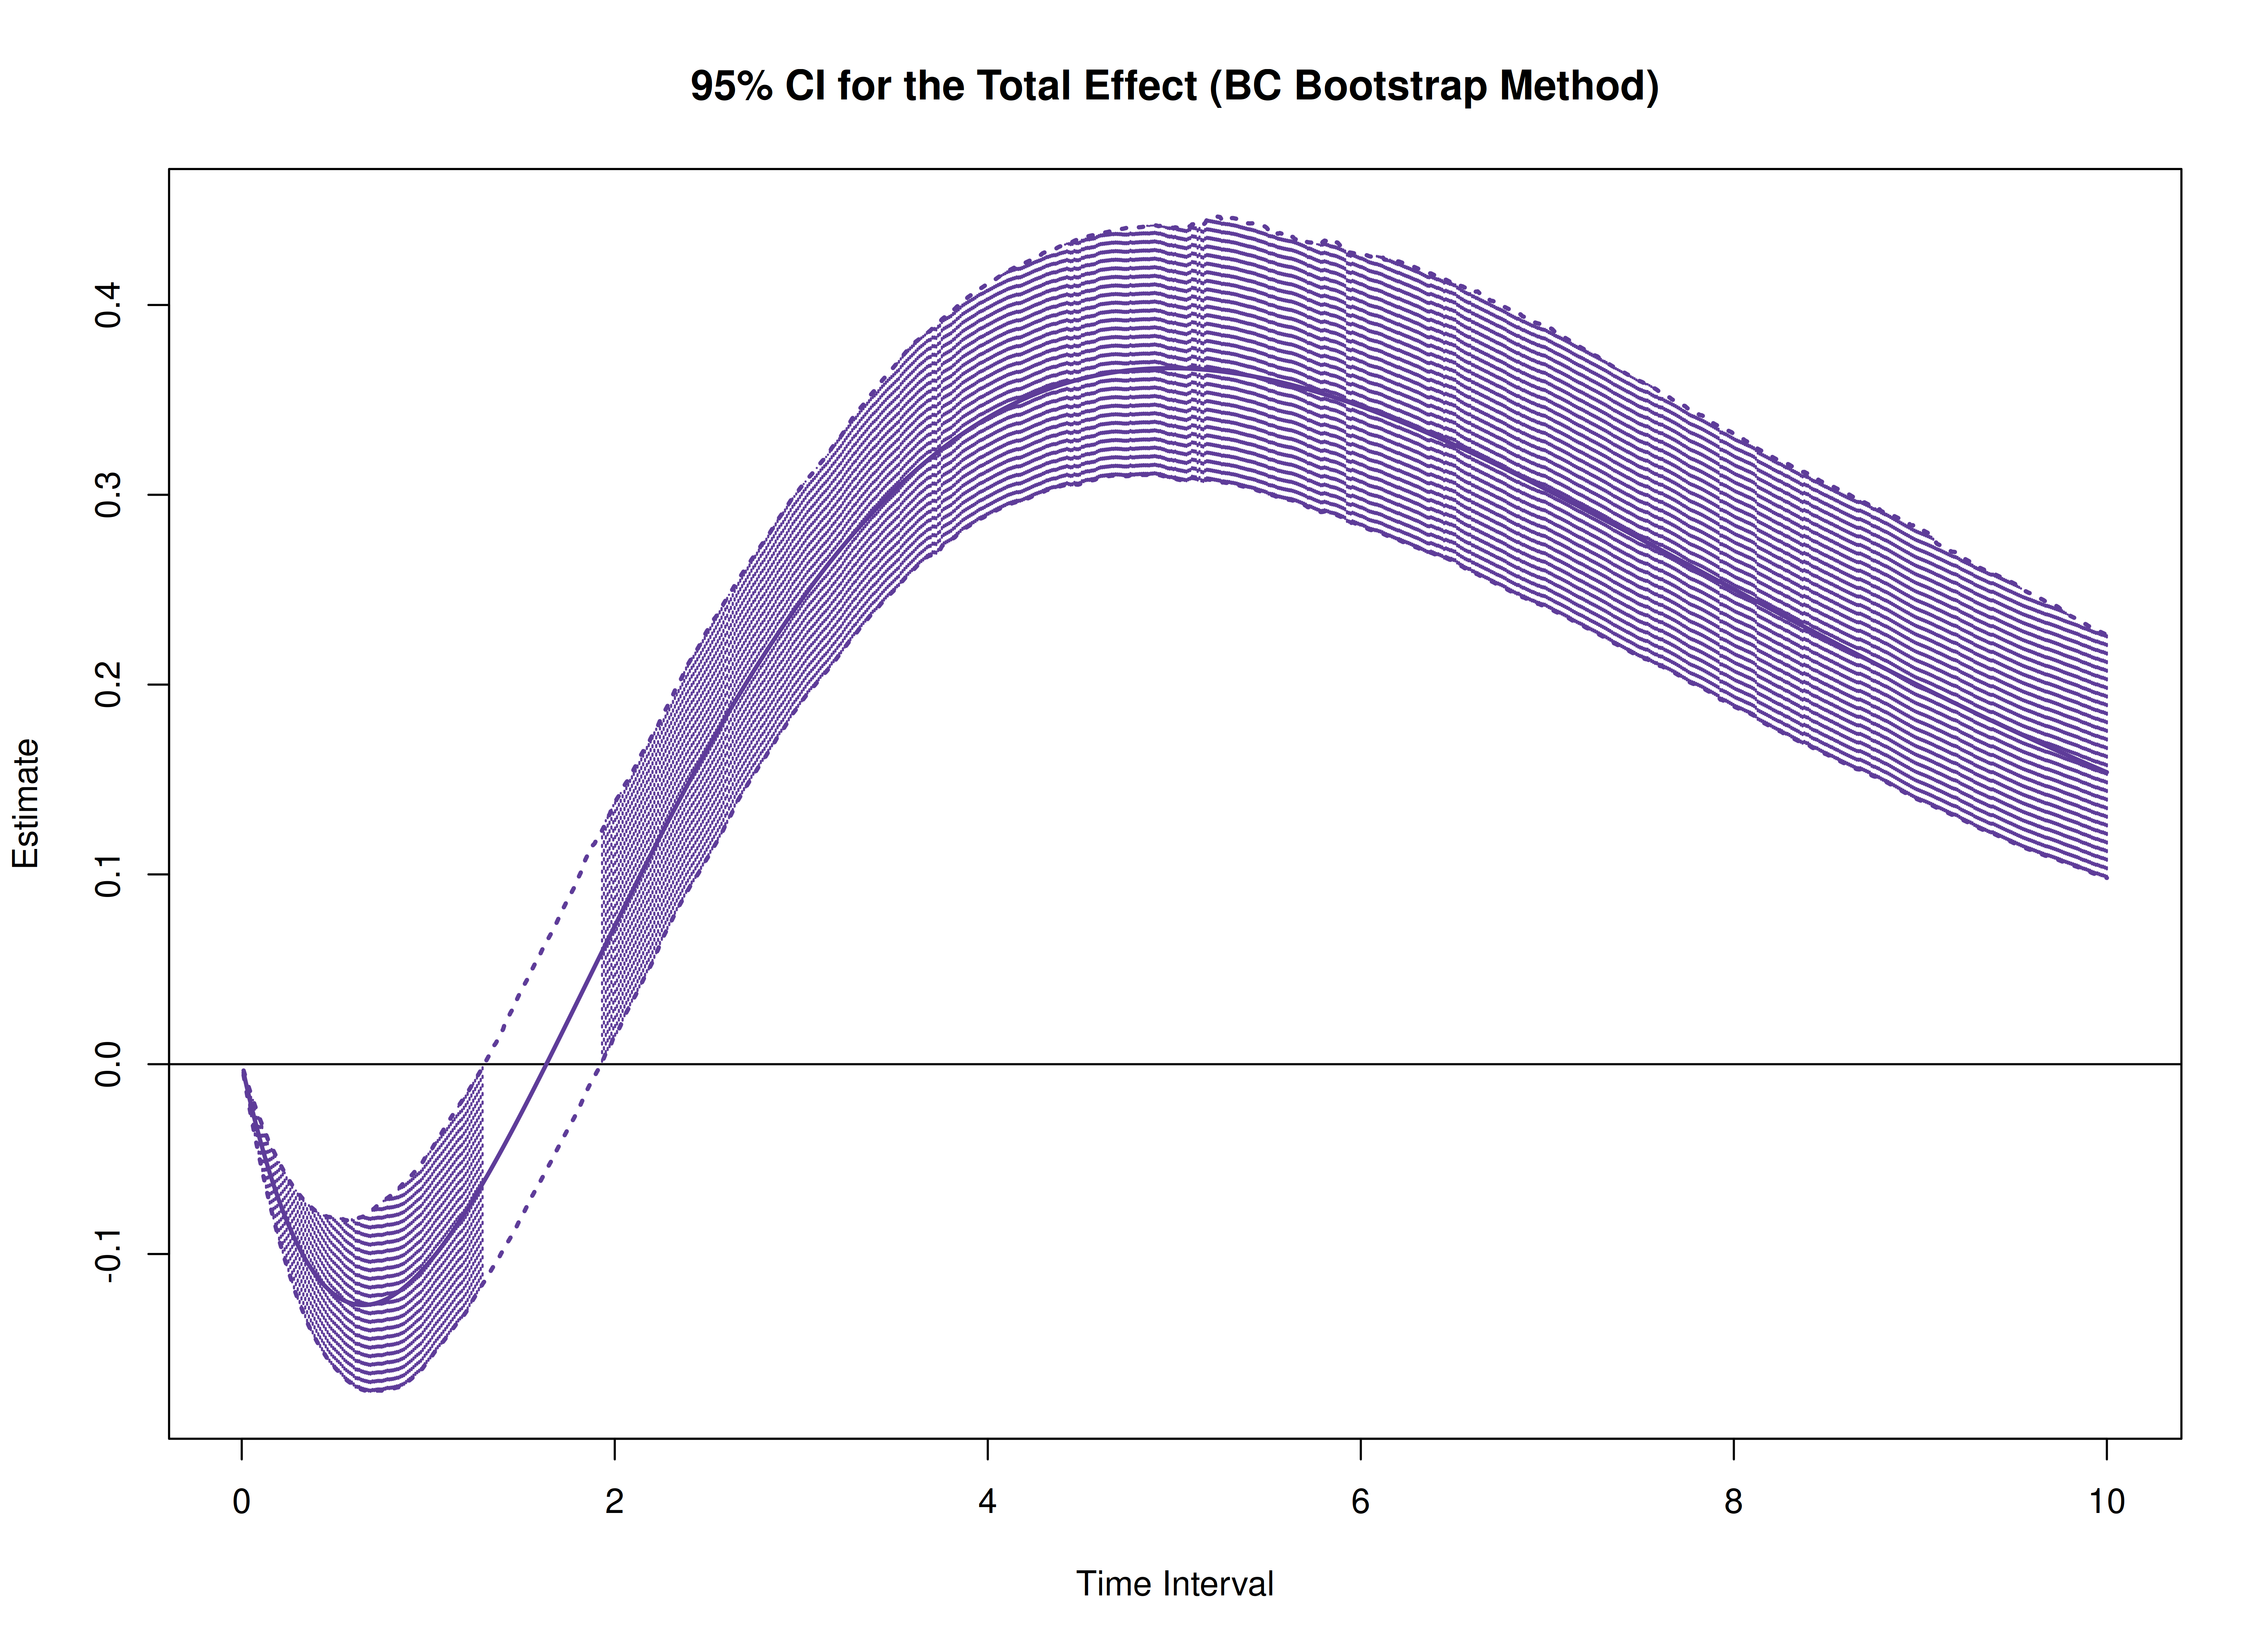 95% CI for the Total Effect (BC Bootstrap Method)
Estimate
0.4
0.3
0.2
0.1
0.0
-0.1
0 2 4 6 8 10
Time Interval